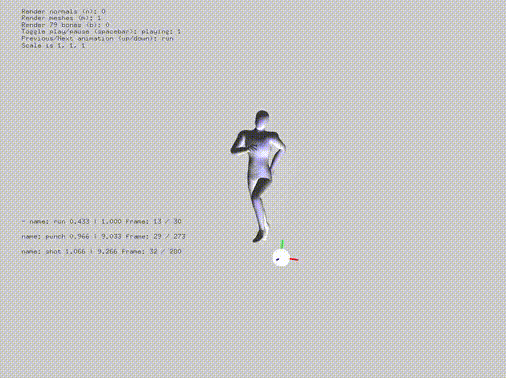 Render normals (n): 0
Render meshes (m): 1
Render 79 bones (b): 0
Toggle play/pause (spacebar): playing: 1
Previous/Next animation (up/down): run
Scale is 1, 1, 1
- name: run 0.433 | 1.000 Frame: 13 / 30
name: punch 0.966 | 9.033 Frame: 29 / 273
name: shot 1.066 | 9.266 Frame: 32 / 280